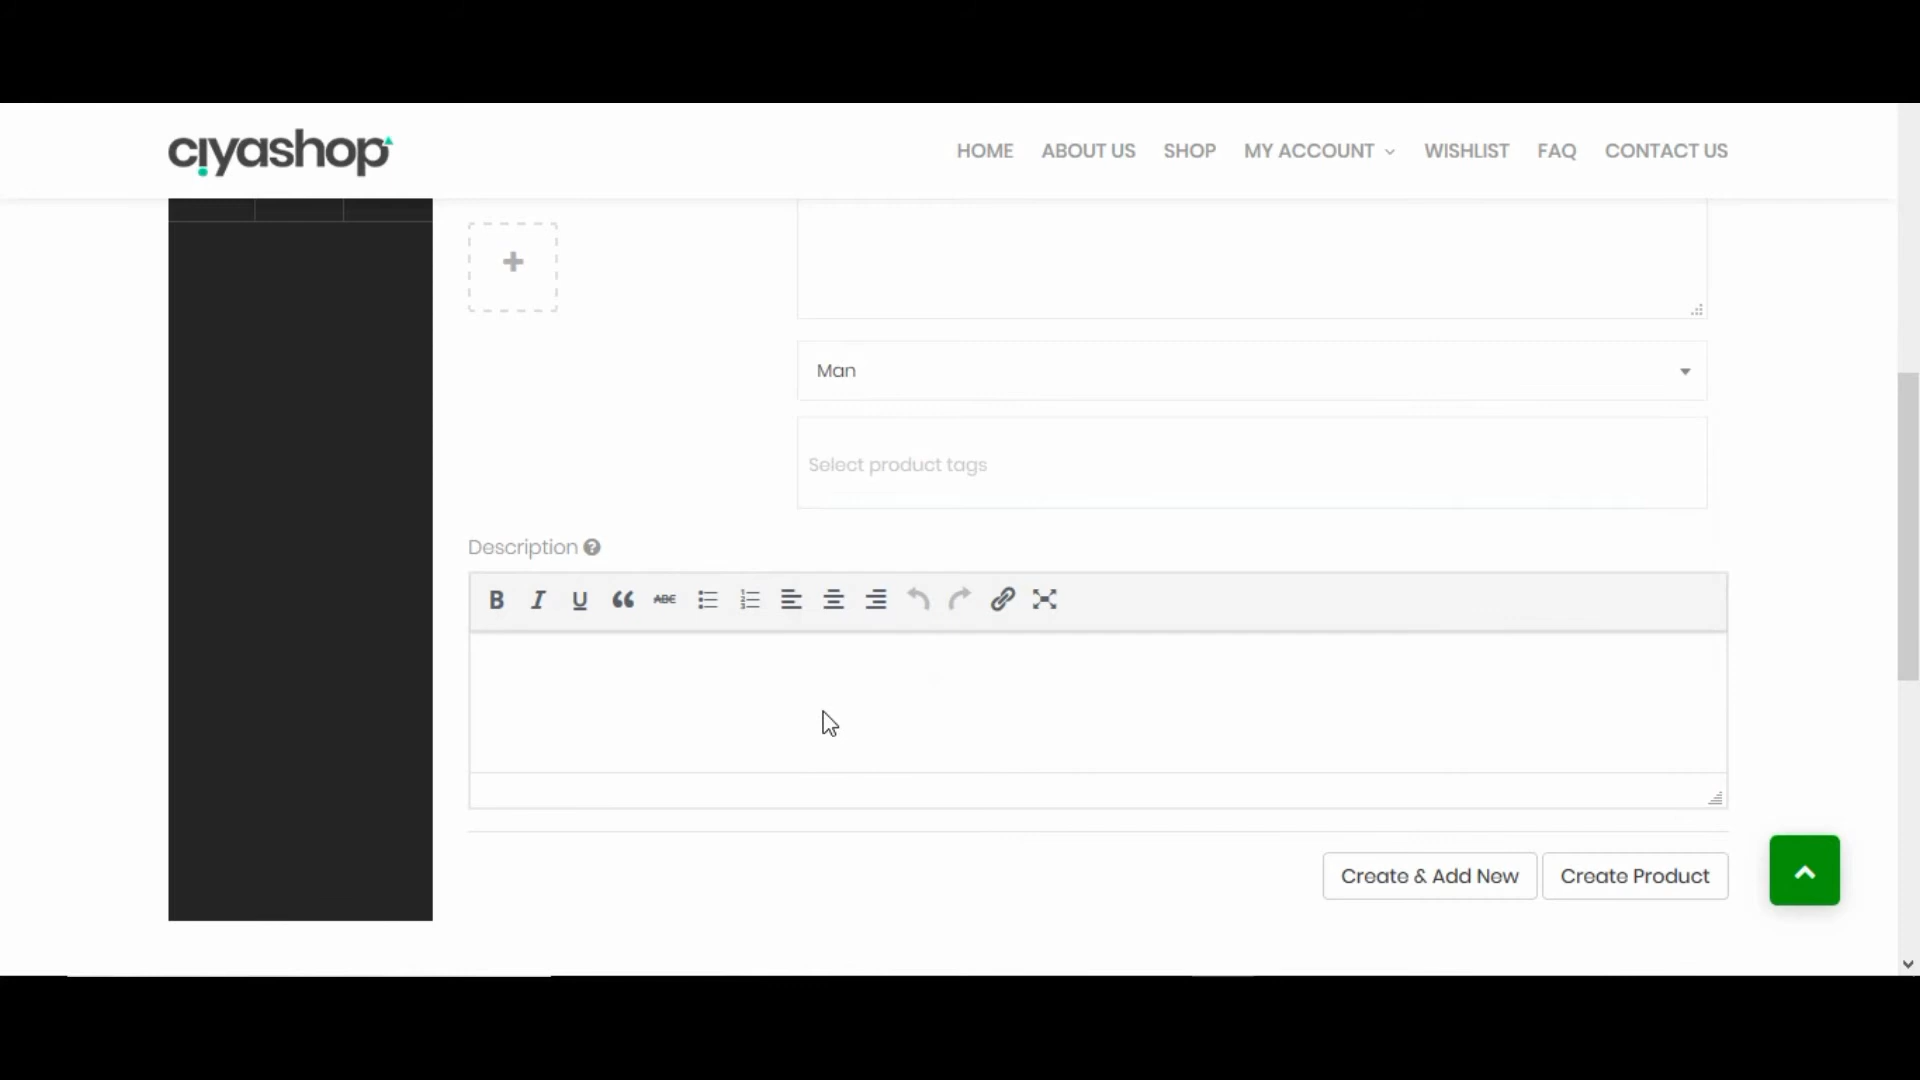 ciyashop
HOME ABOUT US SHOP MY ACCOUNT WISHLIST FAQ CONTACT US
Man
Select product tags
Description
B I U ABC
Create & Add New Create Product